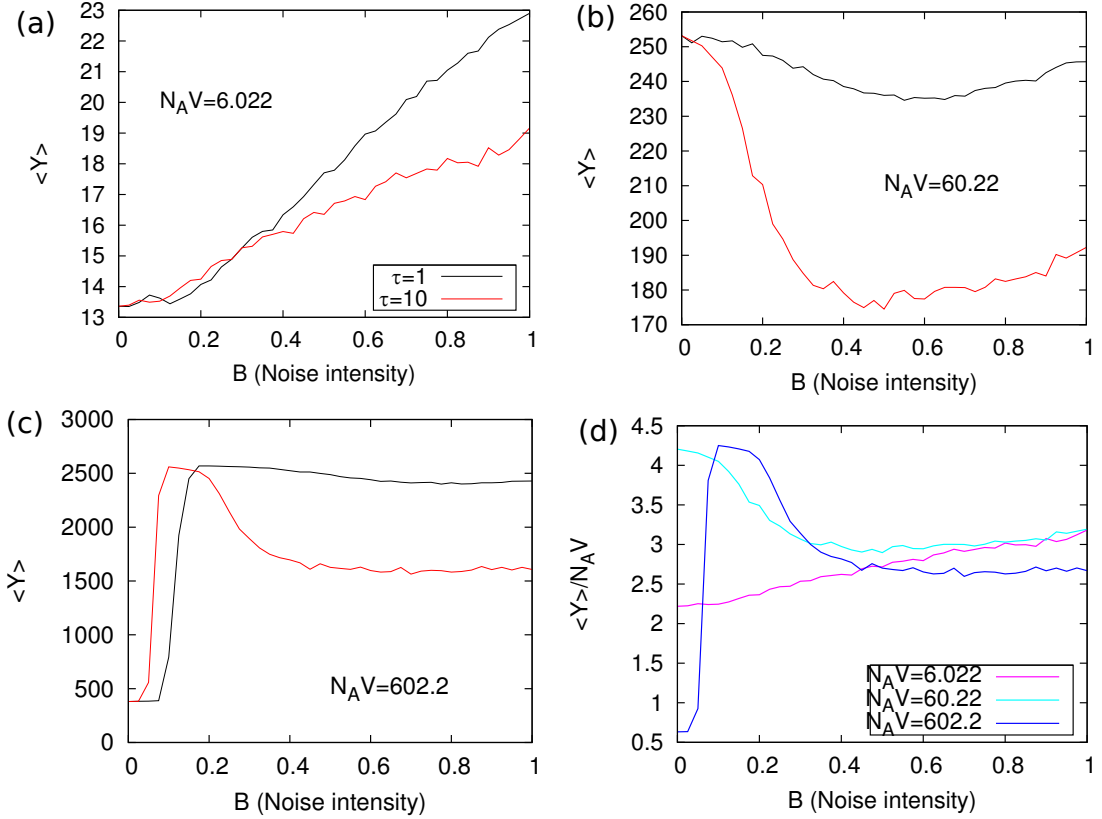 (a)
23
22
21
20
19
18
17
16
15
14
13
<Y>
N_AV=6.022
τ=1
τ=10
0 0.2 0.4 0.6 0.8 1
B (Noise intensity)
(b)
260
250
240
230
220
210
200
190
180
170
<Y>
N_AV=60.22
0 0.2 0.4 0.6 0.8 1
B (Noise intensity)
(c)
3000
2500
2000
1500
1000
500
0
<Y>
N_AV=602.2
0 0.2 0.4 0.6 0.8 1
B (Noise intensity)
(d)
4.5
4
3.5
3
2.5
2
1.5
1
0.5
<Y>/N_AV
N_AV=6.022
N_AV=60.22
N_AV=602.2
0 0.2 0.4 0.6 0.8 1
B (Noise intensity)